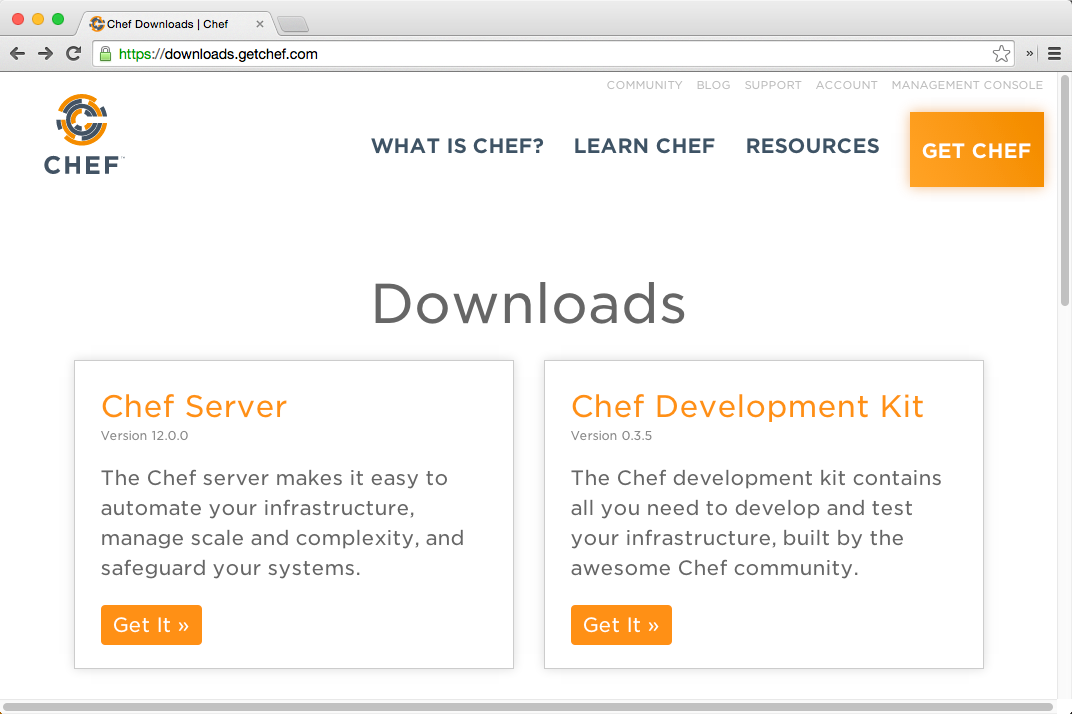 Chef Downloads | Chef
https://downloads.getchef.com
COMMUNITY BLOG SUPPORT ACCOUNT MANAGEMENT CONSOLE
CHEF™
WHAT IS CHEF? LEARN CHEF RESOURCES GET CHEF
Downloads
Chef Server
Version 12.0.0
The Chef server makes it easy to
automate your infrastructure,
manage scale and complexity, and
safeguard your systems.
Get It »
Chef Development Kit
Version 0.3.5
The Chef development kit contains
all you need to develop and test
your infrastructure, built by the
awesome Chef community.
Get It »